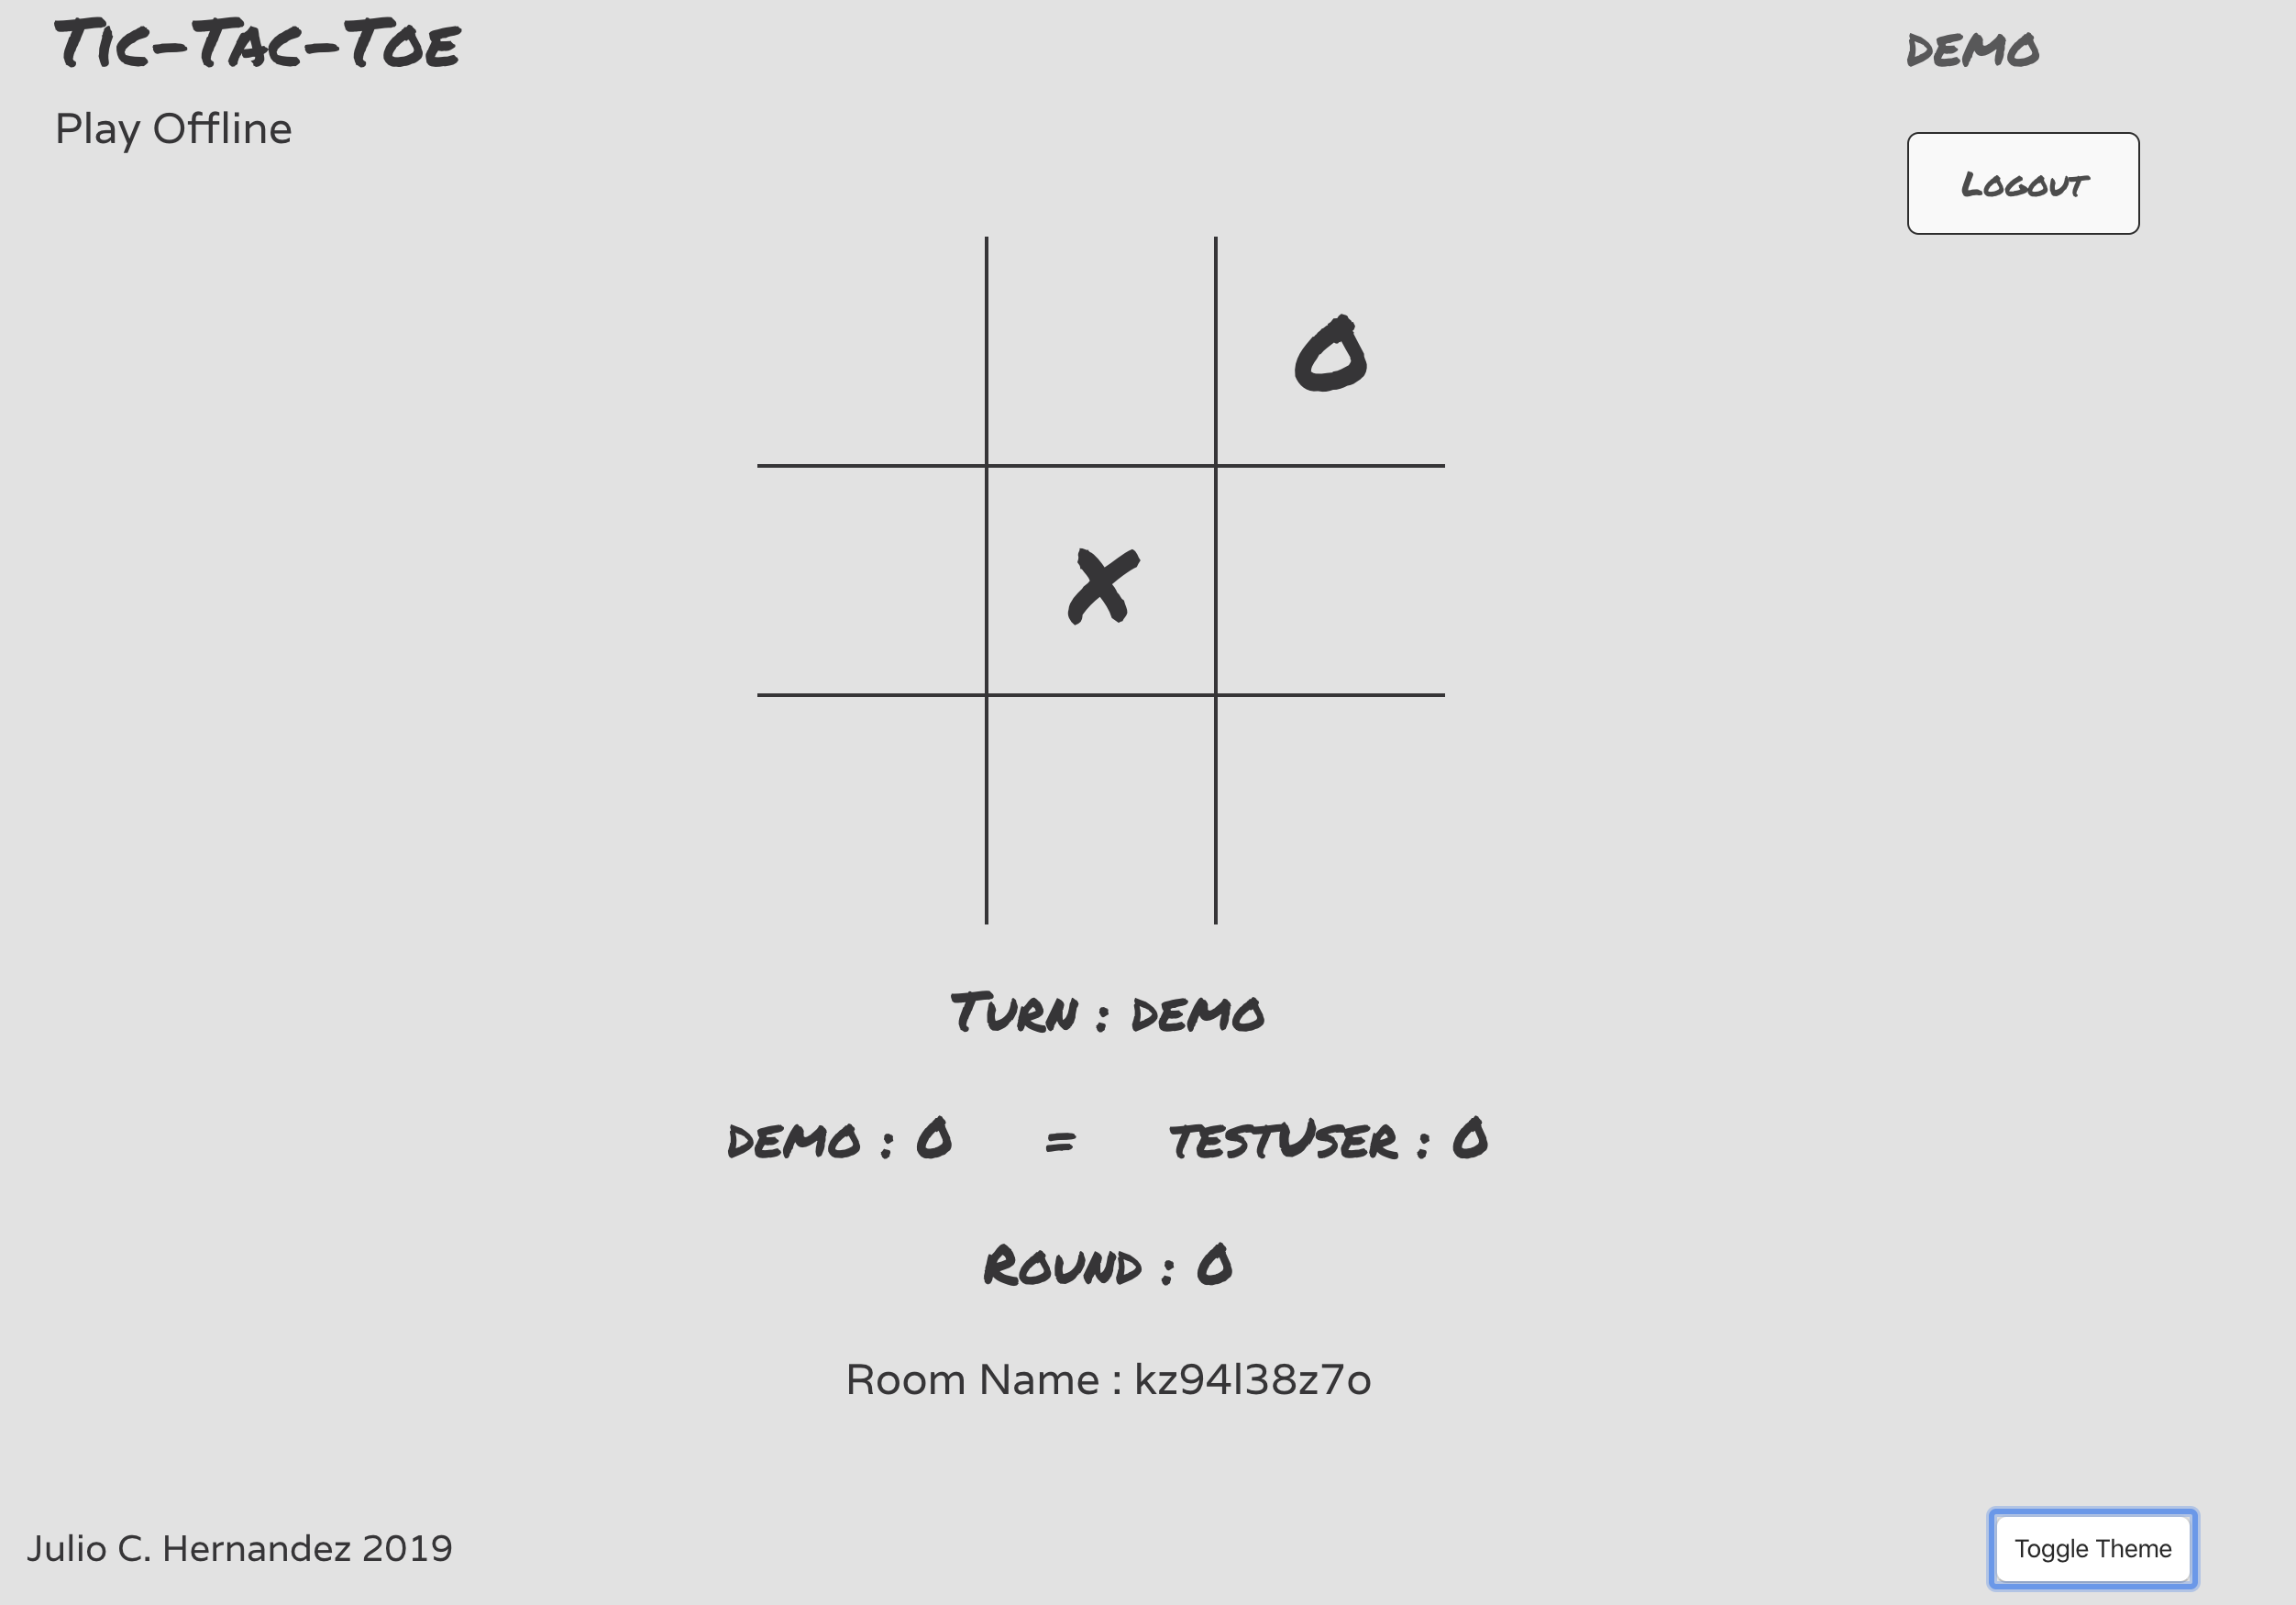 Tic-Tac-Toe
demo
Play Offline
Logout
O
X
Turn : demo
demo : 0 = testUser : 0
Round : 0
Room Name : kz94l38z7o
Julio C. Hernandez 2019
Toggle Theme